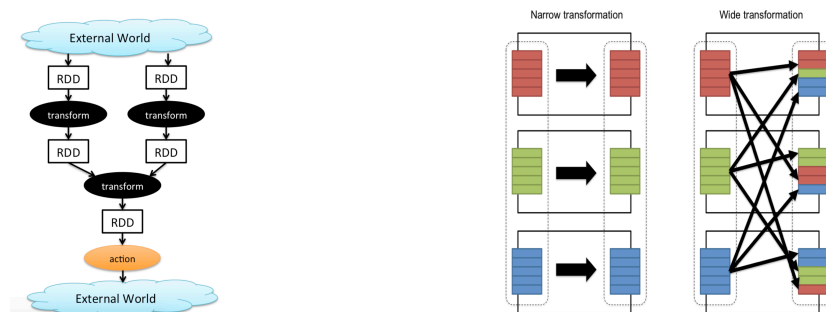 External World
RDD
RDD
transform
transform
RDD
RDD
transform
RDD
action
External World
Narrow transformation
Wide transformation